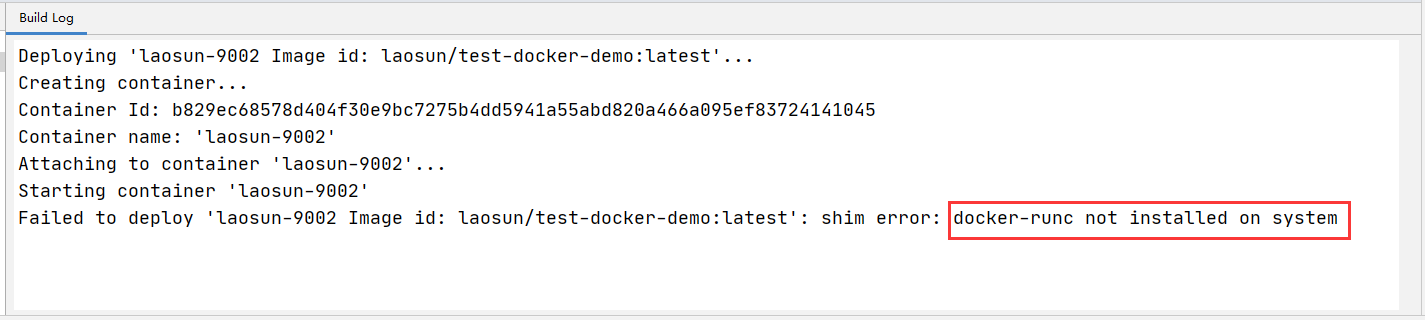 Build Log
Deploying 'laosun-9002 Image id: laosun/test-docker-demo:latest'...
Creating container...
Container Id: b829ec68578d404f30e9bc7275b4dd5941a55abd820a466a095ef83724141045
Container name: 'laosun-9002'
Attaching to container 'laosun-9002'...
Starting container 'laosun-9002'
Failed to deploy 'laosun-9002 Image id: laosun/test-docker-demo:latest': shim error: docker-runc not installed on system